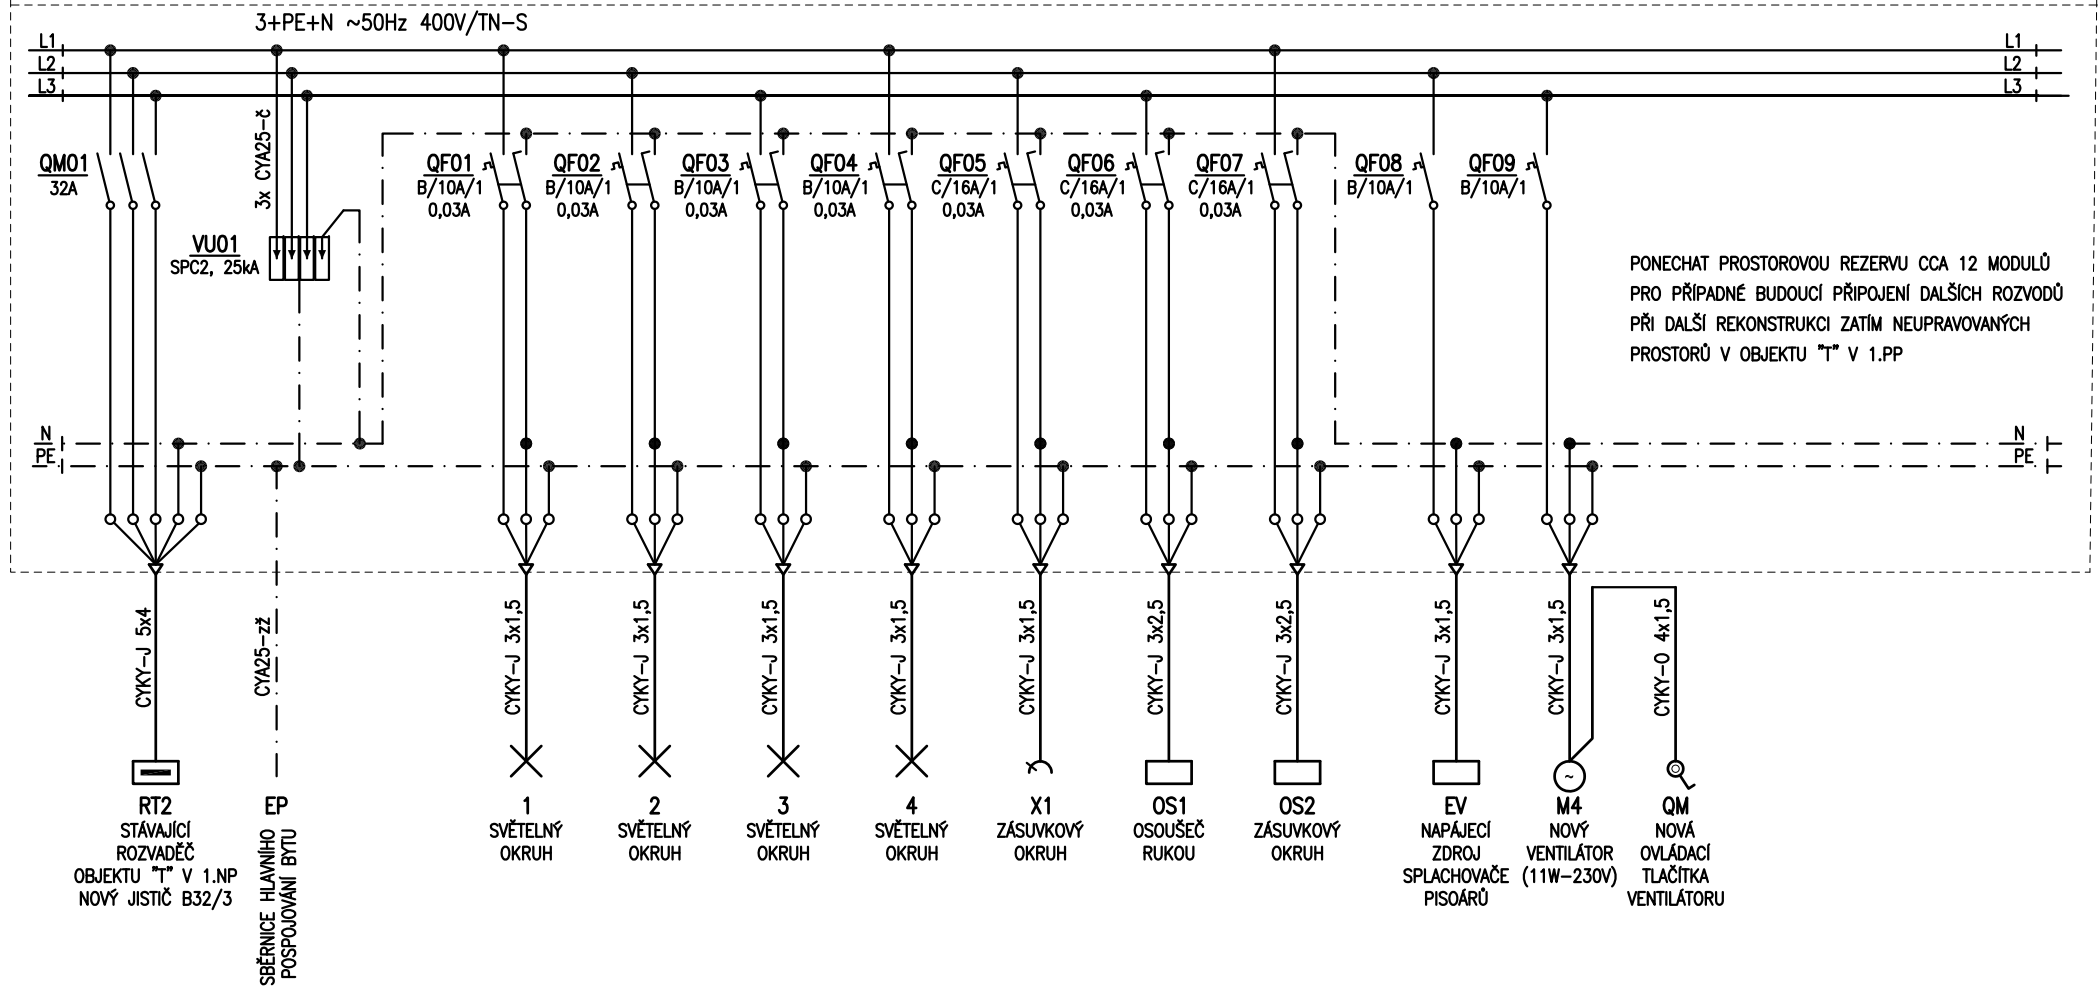 3+PE+N ~50Hz 400V/TN-S
L1
L2
L3
L1
L2
L3
QM01
32A
3x CYA25-č
VU01
SPC2, 25kA
QF01
B/10A/1
0,03A
QF02
B/10A/1
0,03A
QF03
B/10A/1
0,03A
QF04
B/10A/1
0,03A
QF05
C/16A/1
0,03A
QF06
C/16A/1
0,03A
QF07
C/16A/1
0,03A
QF08
B/10A/1
QF09
B/10A/1
PONECHAT PROSTOROVOU REZERVU CCA 12 MODULŮ
PRO PŘÍPADNÉ BUDOUCÍ PŘIPOJENÍ DALŠÍCH ROZVODŮ
PŘI DALŠÍ REKONSTRUKCI ZATÍM NEUPRAVOVANÝCH
PROSTORŮ V OBJEKTU "T" V 1.PP
N
PE
N
PE
CYKY-J 5x4
CYA25-zž
CYKY-J 3x1,5
CYKY-J 3x1,5
CYKY-J 3x1,5
CYKY-J 3x1,5
CYKY-J 3x1,5
CYKY-J 3x2,5
CYKY-J 3x2,5
CYKY-J 3x1,5
CYKY-J 3x1,5
CYKY-O 4x1,5
~
RT2
STÁVAJÍCÍ
ROZVADĚČ
OBJEKTU "T" V 1.NP
NOVÝ JISTIČ B32/3
EP
SBĚRNICE HLAVNÍHO
POSPOJOVÁNÍ BYTU
1
SVĚTELNÝ
OKRUH
2
SVĚTELNÝ
OKRUH
3
SVĚTELNÝ
OKRUH
4
SVĚTELNÝ
OKRUH
X1
ZÁSUVKOVÝ
OKRUH
OS1
OSOUŠEČ
RUKOU
OS2
ZÁSUVKOVÝ
OKRUH
EV
NAPÁJECÍ
ZDROJ
SPLACHOVAČE
PISOÁRŮ
M4
NOVÝ
VENTILÁTOR
(11W-230V)
QM
NOVÁ
OVLÁDACÍ
TLAČÍTKA
VENTILÁTORU